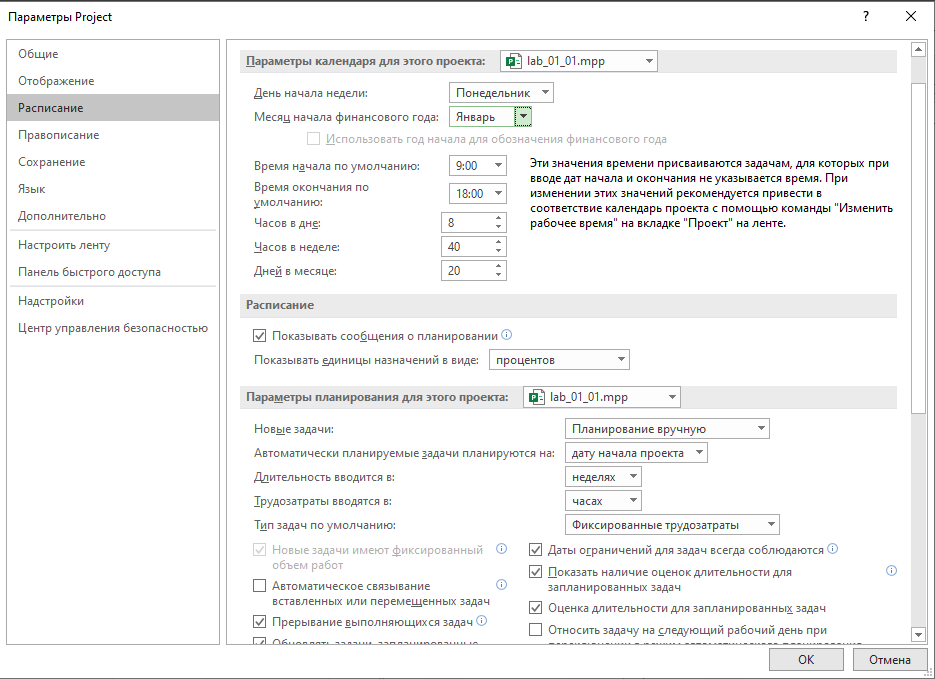 Параметры Project
?
Общие
Отображение
Расписание
Правописание
Сохранение
Язык
Дополнительно
Настроить ленту
Панель быстрого доступа
Надстройки
Центр управления безопасностью
Параметры календаря для этого проекта: lab_01_01.mpp
День начала недели: Понедельник
Месяц начала финансового года: Январь
Использовать год начала для обозначения финансового года
Время начала по умолчанию: 9:00
Время окончания по
умолчанию: 18:00
Часов в дне: 8
Часов в неделе: 40
Дней в месяце: 20
Эти значения времени присваиваются задачам, для которых при
вводе дат начала и окончания не указывается время. При
изменении этих значений рекомендуется привести в
соответствие календарь проекта с помощью команды "Изменить
рабочее время" на вкладке "Проект" на ленте.
Расписание
Показывать сообщения о планировании
Показывать единицы назначений в виде: процентов
Параметры планирования для этого проекта: lab_01_01.mpp
Новые задачи: Планирование вручную
Автоматически планируемые задачи планируются на: дату начала проекта
Длительность вводится в: неделях
Трудозатраты вводятся в: часах
Тип задач по умолчанию: Фиксированные трудозатраты
Новые задачи имеют фиксированный
объем работ
Автоматическое связывание
вставленных или перемещенных задач
Прерывание выполняющихся задач
Обновлять задачи, запланированные
Даты ограничений для задач всегда соблюдаются
Показать наличие оценок длительности для
запланированных задач
Оценка длительности для запланированных задач
Относить задачу на следующий рабочий день при
переключении в режим автоматического планирования
ОК
Отмена